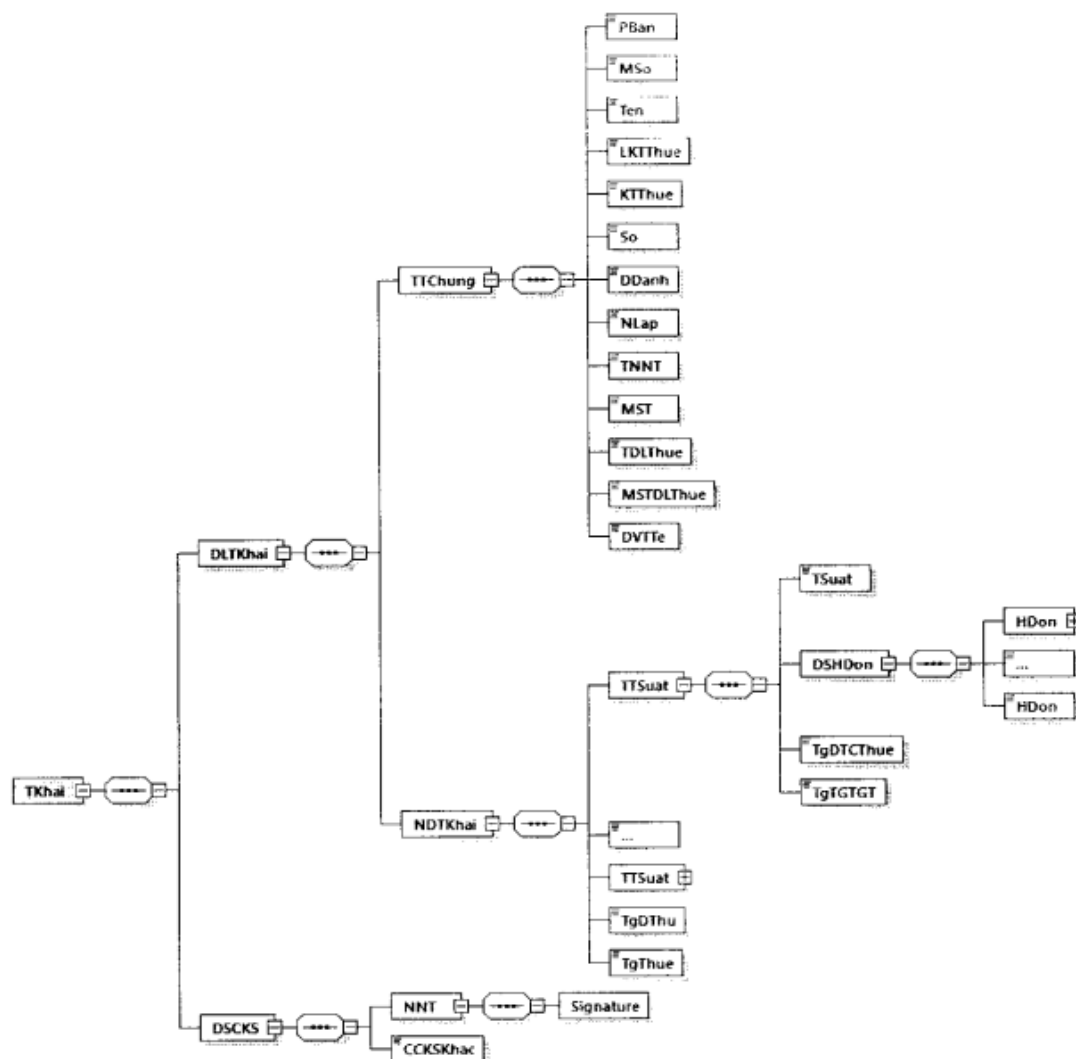 PBan
MSo
Ten
LKTThue
KTThue
So
TTChung
DDanh
NLap
TNNT
MST
TDLThue
MSTDLThue
DVTTe
DLTKhai
TSuat
HDon
DSHDon
...
TTSuat
HDon
TgDTCThue
TKhai
TgTGTGT
NDTKhai
...
TTSuat
TgDThu
TgThue
NNT
Signature
DSCKS
CCKSKhac